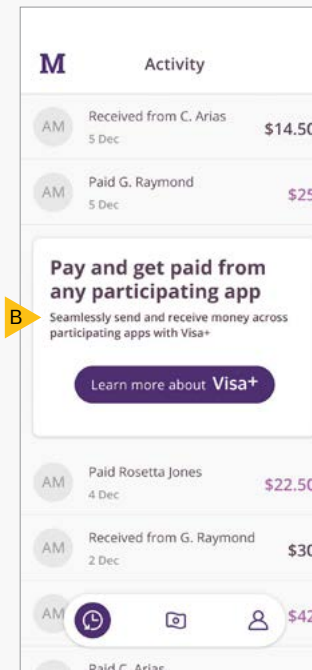 M
Activity
AM
Received from C. Arias
$14.50
5 Dec
AM
Paid G. Raymond
$25
5 Dec
Pay and get paid from
any participating app
B
Seamlessly send and receive money across
participating apps with Visa+
Learn more about Visa+
AM
Paid Rosetta Jones
$22.50
4 Dec
AM
Received from G. Raymond
$30
2 Dec
AM
$42
Paid C. Arias